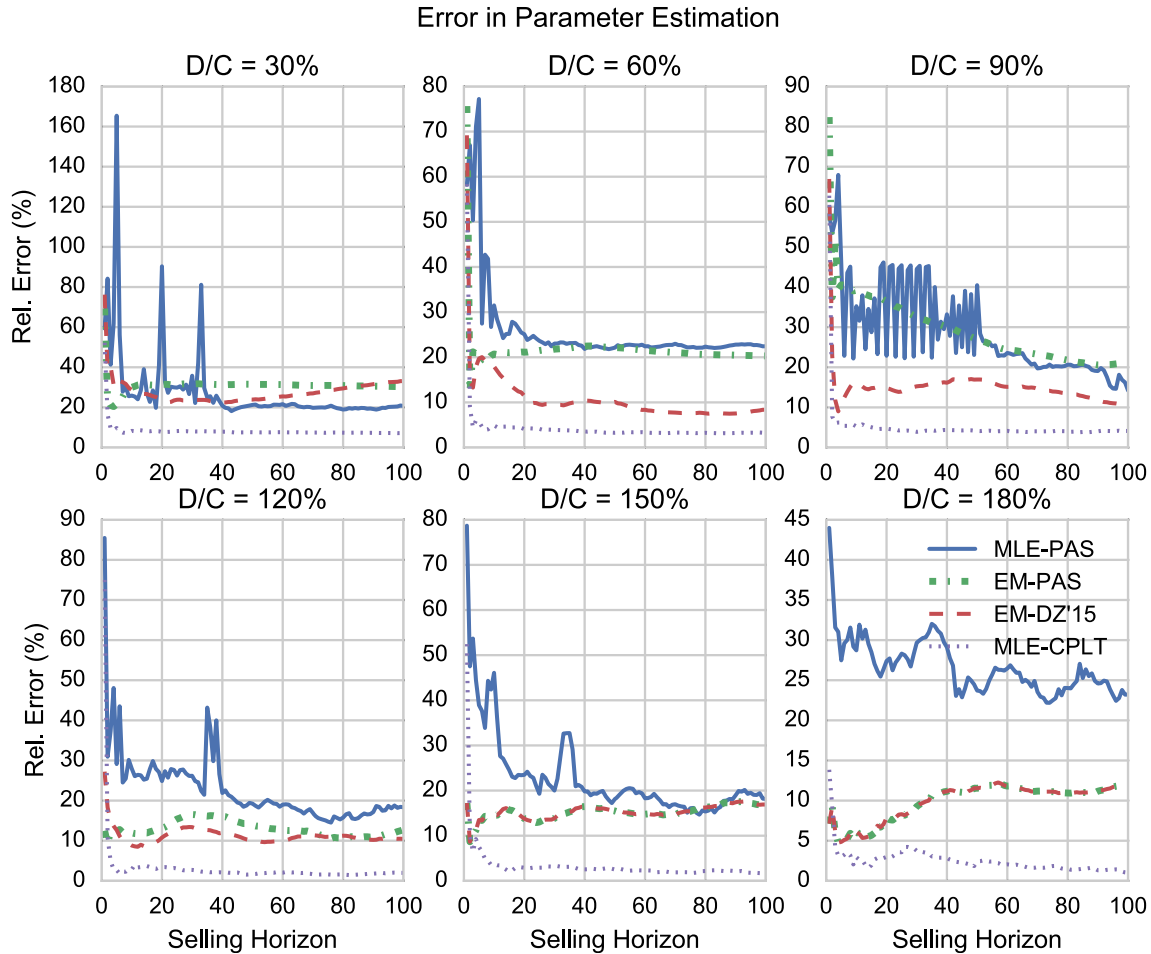 Error in Parameter Estimation
D/C = 30%
D/C = 60%
D/C = 90%
Rel. Error (%)
180
160
140
120
100
80
60
40
20
0
0 20 40 60 80 100
80
70
60
50
40
30
20
10
0
0 20 40 60 80 100
90
80
70
60
50
40
30
20
10
0
0 20 40 60 80 100
D/C = 120%
D/C = 150%
D/C = 180%
Rel. Error (%)
90
80
70
60
50
40
30
20
10
0
0 20 40 60 80 100
Selling Horizon
80
70
60
50
40
30
20
10
0
0 20 40 60 80 100
Selling Horizon
45
40
35
30
25
20
15
10
5
0
MLE-PAS
EM-PAS
EM-DZ'15
MLE-CPLT
0 20 40 60 80 100
Selling Horizon